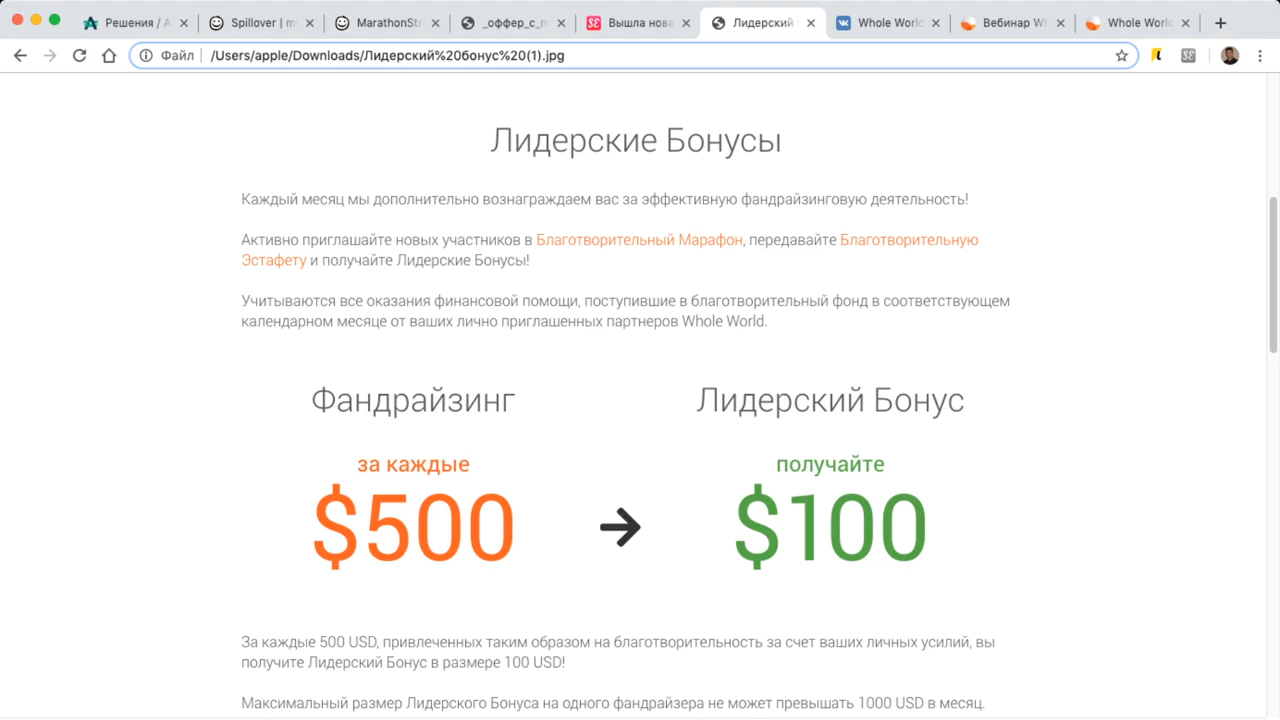 Решения / А
Spillover | m
MarathonStr
_оффер_с_п
Вышла нова
Лидерский
Whole World
Вебинар Wh
Whole World
Файл
/Users/apple/Downloads/Лидерский%20бонус%20(1).jpg
Лидерские Бонусы
Каждый месяц мы дополнительно вознаграждаем вас за эффективную фандрайзинговую деятельность!
Активно приглашайте новых участников в Благотворительный Марафон, передавайте Благотворительную
Эстафету и получайте Лидерские Бонусы!
Учитываются все оказания финансовой помощи, поступившие в благотворительный фонд в соответствующем
календарном месяце от ваших лично приглашенных партнеров Whole World.
Фандрайзинг
Лидерский Бонус
за каждые
получайте
$500
$100
За каждые 500 USD, привлеченных таким образом на благотворительность за счет ваших личных усилий, вы
получите Лидерский Бонус в размере 100 USD!
Максимальный размер Лидерского Бонуса на одного фандрайзера не может превышать 1000 USD в месяц.